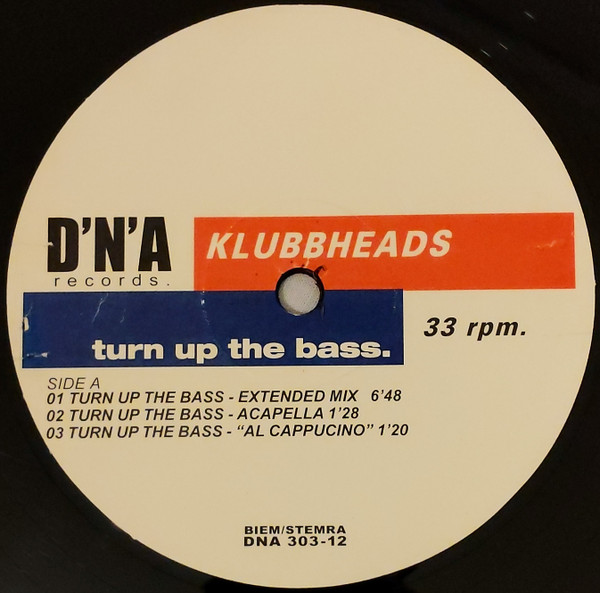 D'N'A
records.
KLUBBHEADS
turn up the bass.
33 rpm.
SIDE A
01 TURN UP THE BASS - EXTENDED MIX 6'48
02 TURN UP THE BASS - ACAPELLA 1'28
03 TURN UP THE BASS - “AL CAPPUCINO” 1'20
BIEM/STEMRA
DNA 303-12